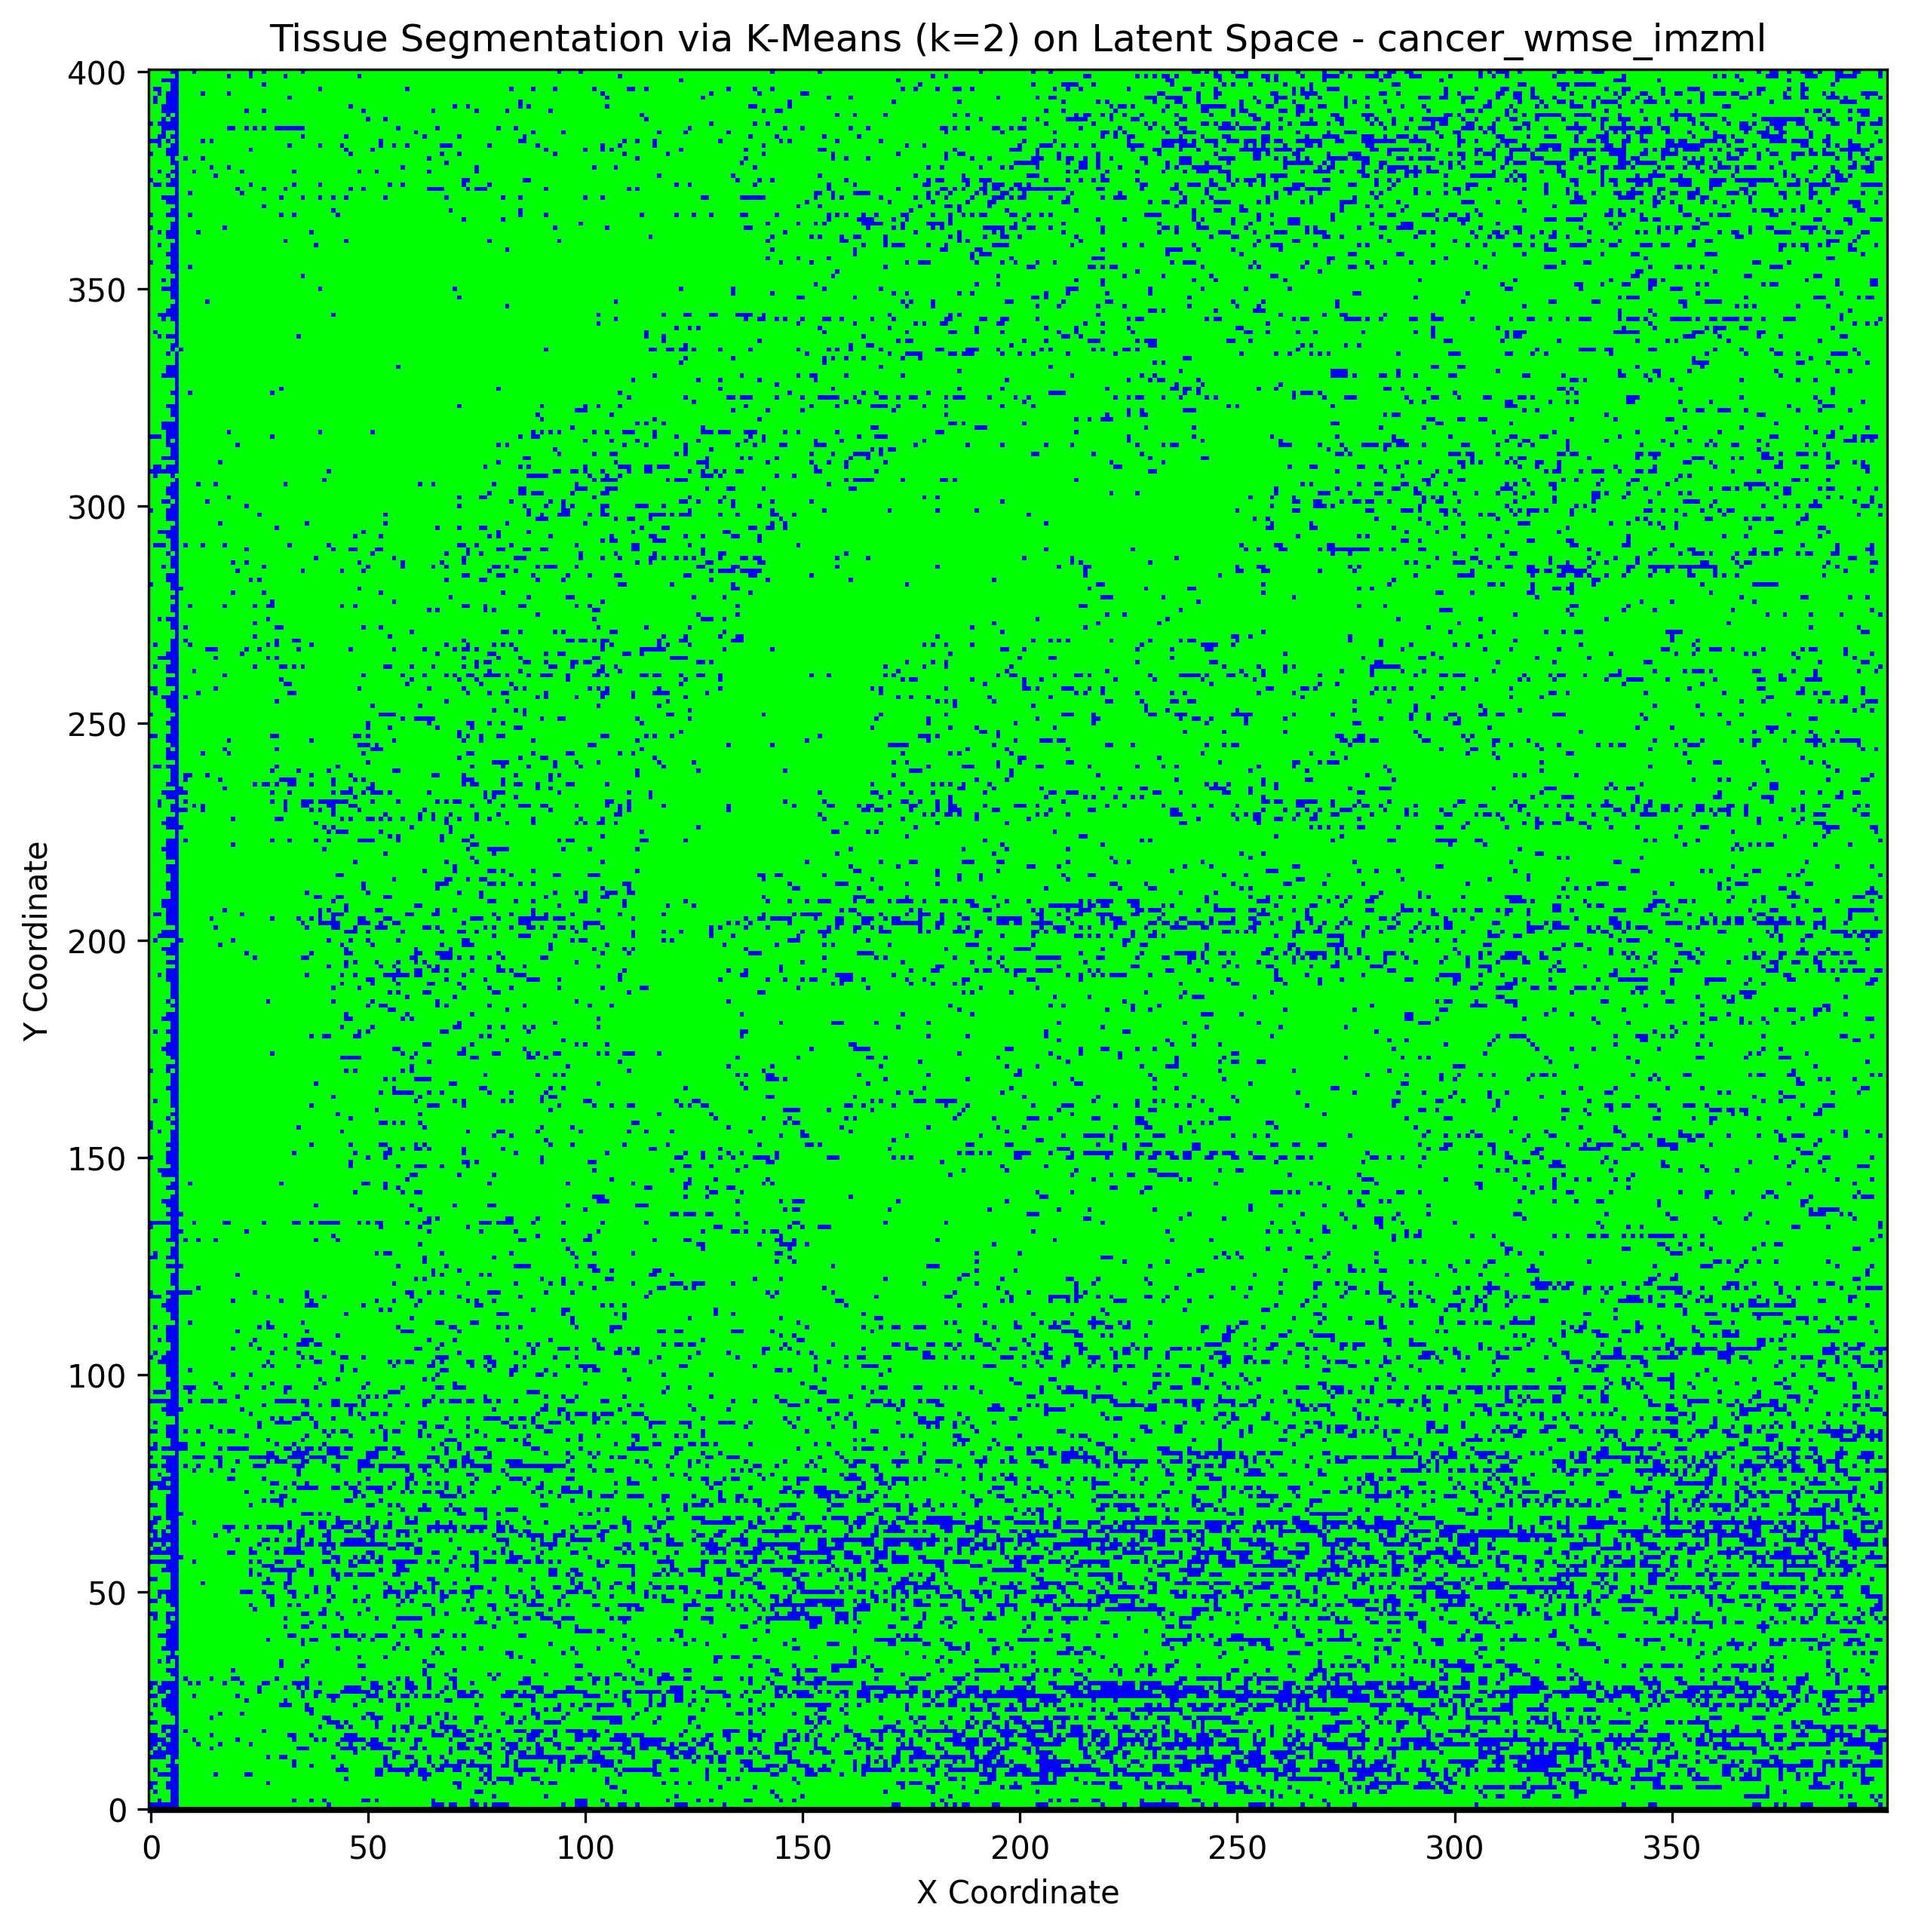 Tissue Segmentation via K-Means (k=2) on Latent Space - cancer_wmse_imzml
400
350
300
250
200
150
100
50
0
Y Coordinate
0 50 100 150 200 250 300 350
X Coordinate